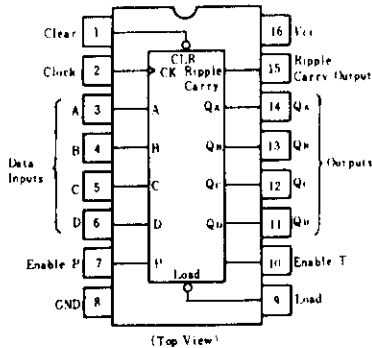 Clear 1
16 Vcc
CLR
Clock 2
CK Ripple
Carry
15 Ripple
Carry Output
A 3
A
QA
14 QA
B 4
B
QB
13 QB
Data
Inputs
Outputs
C 5
C
QC
12 QC
D 6
D
QD
11 QD
Enable P 7
P
10 Enable T
Load
GND 8
9 Load
(Top View)